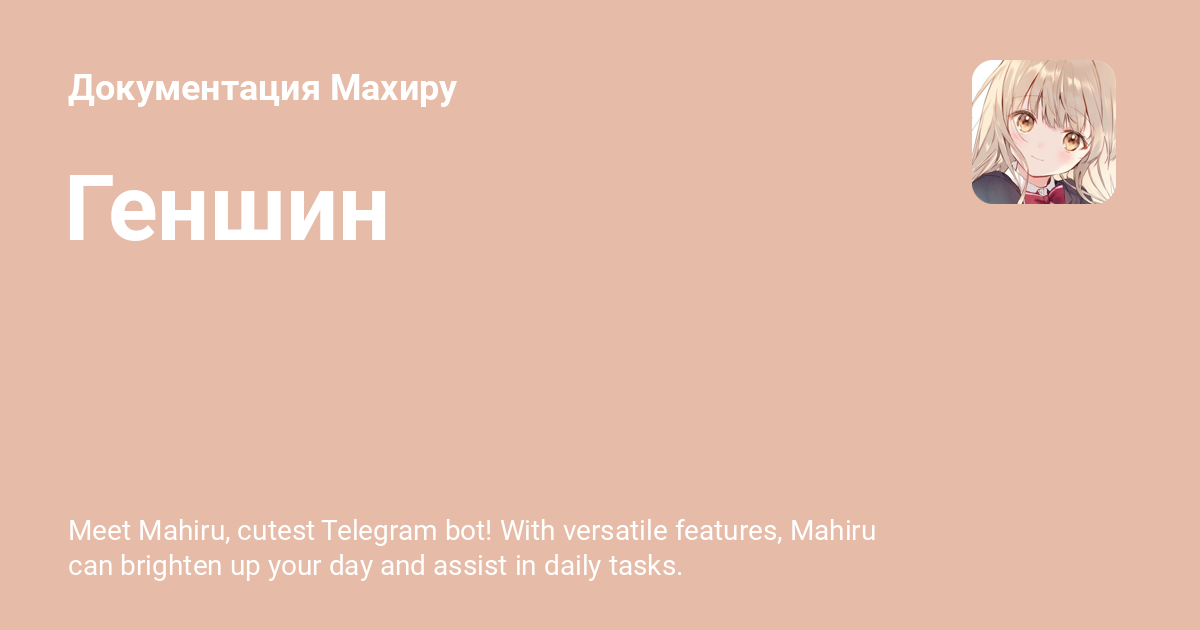 Документация Махиру
Геншин
Meet Mahiru, cutest Telegram bot! With versatile features, Mahiru
can brighten up your day and assist in daily tasks.